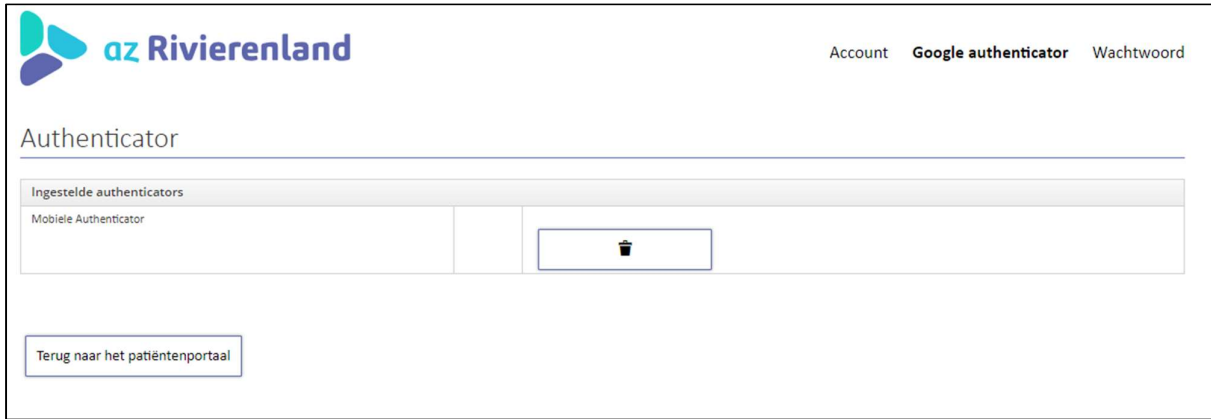 az Rivierenland
Account Google authenticator Wachtwoord
Authenticator
Ingestelde authenticators
Mobiele Authenticator
Terug naar het patiëntenportaal